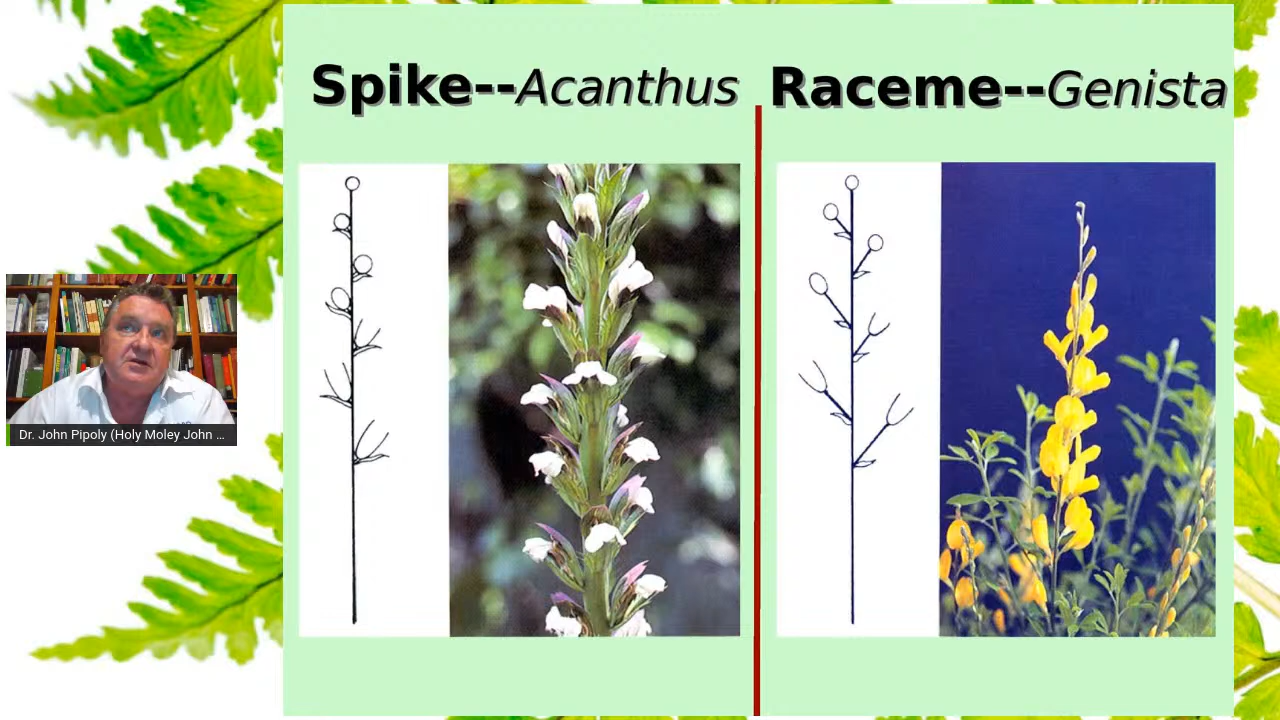 Spike--Acanthus
Raceme--Genista
Dr. John Pipoly (Holy Moley John ...